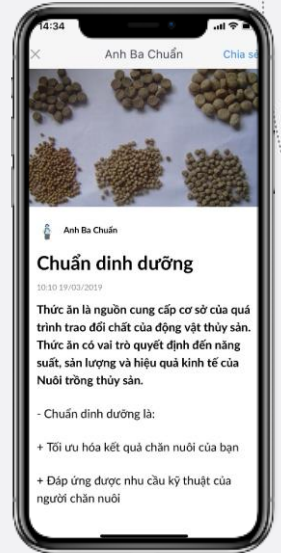 14:34
Anh Ba Chuẩn
Chia sẻ
Anh Ba Chuẩn
Chuẩn dinh dưỡng
10:10 19/03/2019
Thức ăn là nguồn cung cấp cơ sở của quá
trình trao đổi chất của động vật thủy sản.
Thức ăn có vai trò quyết định đến năng
suất, sản lượng và hiệu quả kinh tế của
Nuôi trồng thủy sản.
- Chuẩn dinh dưỡng là:
+ Tối ưu hóa kết quả chăn nuôi của bạn
+ Đáp ứng được nhu cầu kỹ thuật của
người chăn nuôi